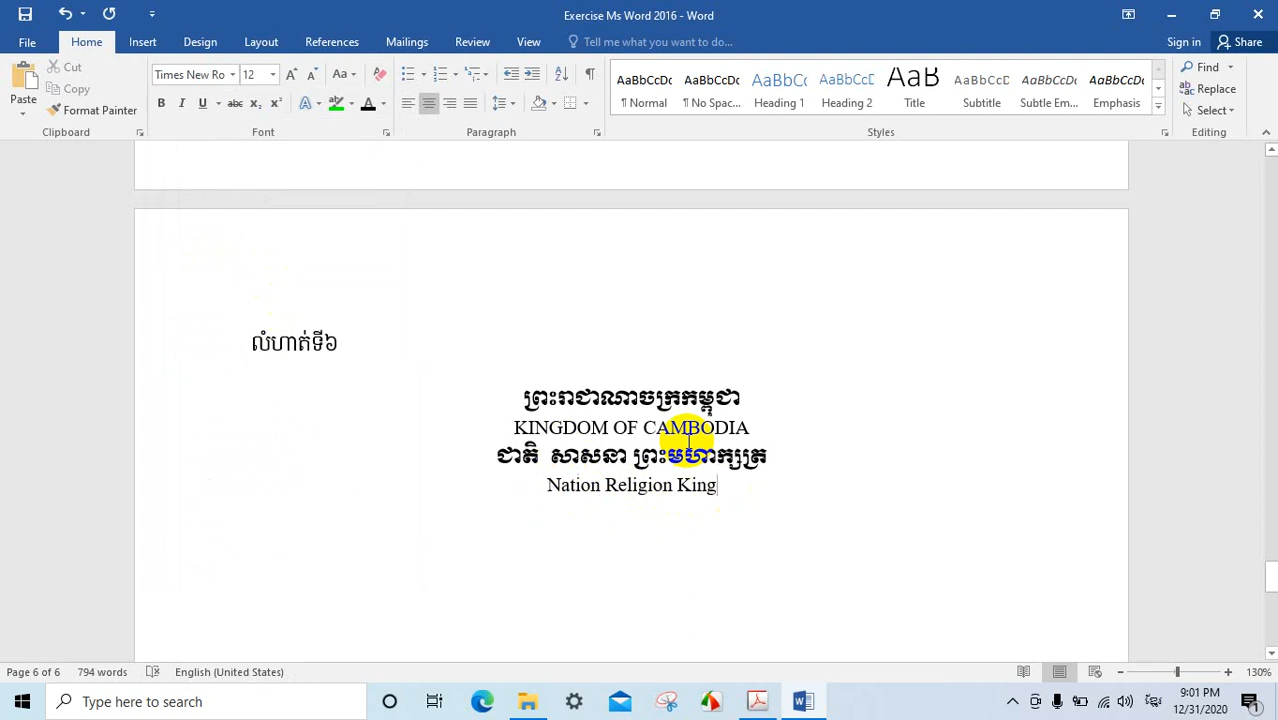 Exercise Ms Word 2016 - Word
File Home Insert Design Layout References Mailings Review View Tell me what you want to do... Sign in Share
Paste Cut Copy Format Painter
Times New Ro 12
AaBbCcDc AaBbCcDc AaBbCc AaBbCcD AaB AaBbCcDc AaBbCcDc AaBbCcDc
¶ Normal ¶ No Spac... Heading 1 Heading 2 Title Subtitle Subtle Em... Emphasis
Find Replace Select
Clipboard Font Paragraph Styles Editing
លំហាត់ទី៦
ព្រះរាជាណាចក្រកម្ពុជា
KINGDOM OF CAMBODIA
ជាតិ សាសនា ព្រះមហាក្សត្រ
Nation Religion King
Page 6 of 6 794 words English (United States) 130%
Type here to search
9:01 PM
12/31/2020